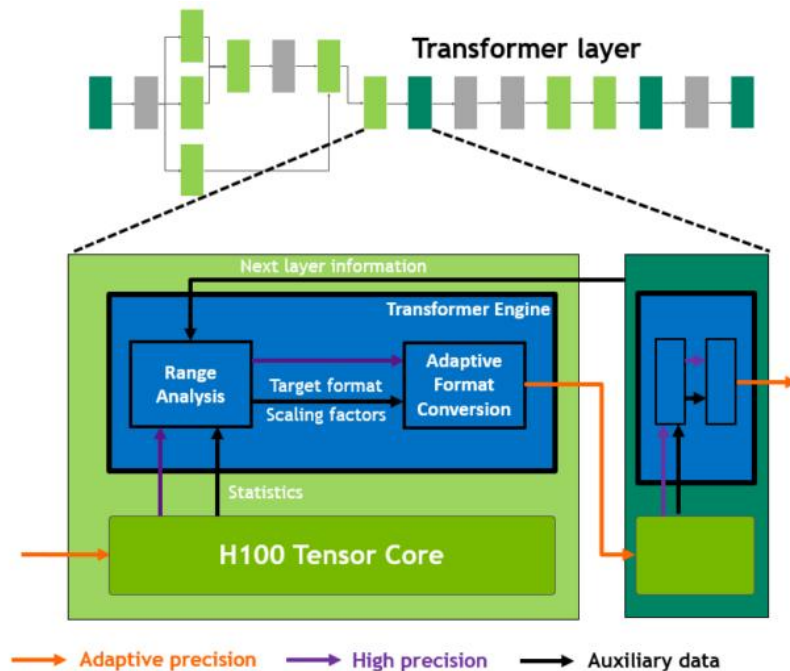 Transformer layer
Next layer information
Transformer Engine
Range
Analysis
Target format
Scaling factors
Adaptive
Format
Conversion
Statistics
H100 Tensor Core
Adaptive precision
High precision
Auxiliary data